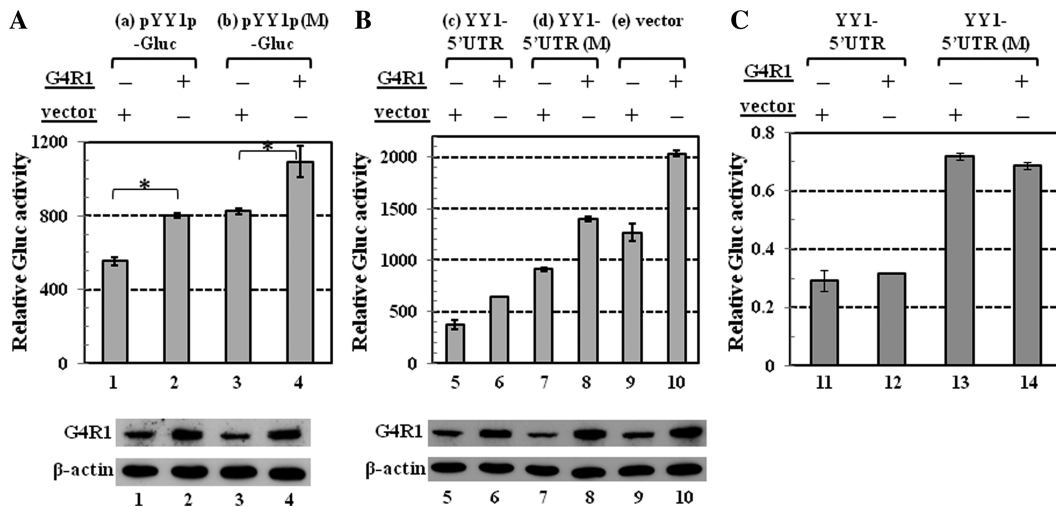 A
(a) pYY1p (b) pYY1p(M)
-Gluc -Gluc
G4R1 – + – +
vector + – + –
Relative Gluc activity
1200
800
400
0
* *
1 2 3 4
G4R1
β-actin
1 2 3 4
B
(c) YY1- (d) YY1- (e) vector
5'UTR 5'UTR (M)
G4R1 – + – + – +
vector + – + – + –
Relative Gluc activity
2000
1500
1000
500
0
5 6 7 8 9 10
G4R1
β-actin
5 6 7 8 9 10
C
YY1- YY1-
5'UTR 5'UTR (M)
G4R1 – + – +
vector + – + –
Relative Gluc activity
0.8
0.6
0.4
0.2
0
11 12 13 14